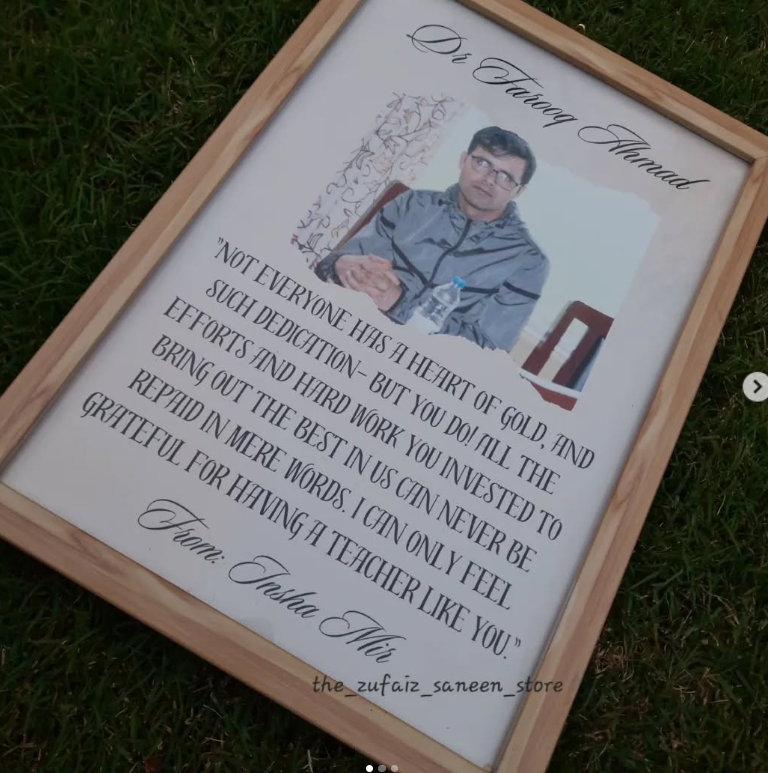 Dr Farooq Ahmad
"NOT EVERYONE HAS A HEART OF GOLD, AND
SUCH DEDICATION- BUT YOU DO! ALL THE
EFFORTS AND HARD WORK YOU INVESTED TO
BRING OUT THE BEST IN US CAN NEVER BE
REPAID IN MERE WORDS. I CAN ONLY FEEL
GRATEFUL FOR HAVING A TEACHER LIKE YOU."
From: Insha Mir
the_zufaiz_saneen_store